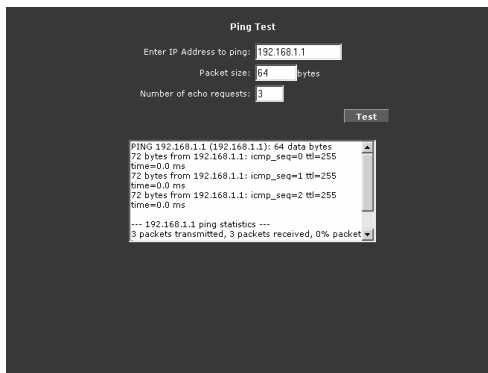 Ping Test
Enter IP Address to ping: 192.168.1.1
Packet size: 64 bytes
Number of echo requests: 3
Test
PING 192.168.1.1 (192.168.1.1): 64 data bytes
72 bytes from 192.168.1.1: icmp_seq=0 ttl=255
time=0.0 ms
72 bytes from 192.168.1.1: icmp_seq=1 ttl=255
time=0.0 ms
72 bytes from 192.168.1.1: icmp_seq=2 ttl=255
time=0.0 ms
--- 192.168.1.1 ping statistics ---
3 packets transmitted, 3 packets received, 0% packet